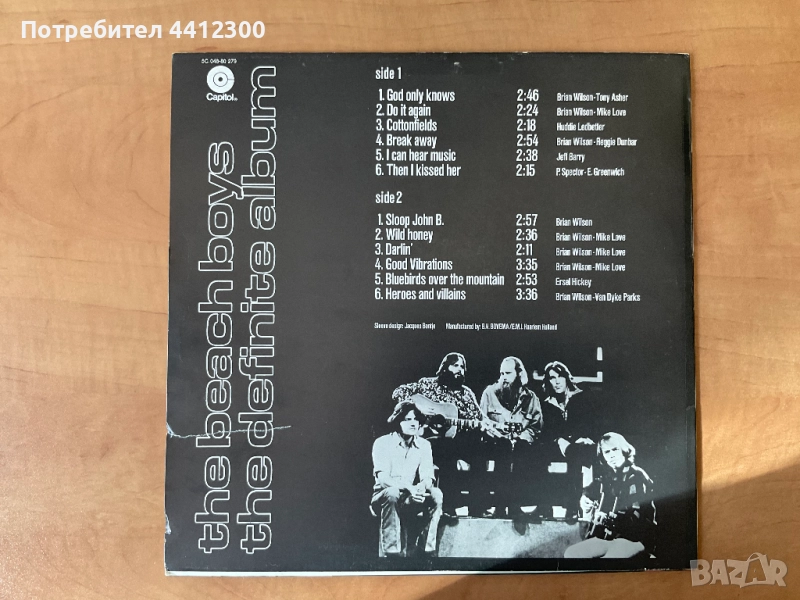 Потребител 4412300
5C 048-80 279
Capitol®
the beach boys
the definite album
side 1
1. God only knows 2:46 Brian Wilson-Tony Asher
2. Do it again 2:24 Brian Wilson-Mike Love
3. Cottonfields 2:18 Huddie Ledbetter
4. Break away 2:54 Brian Wilson-Reggie Dunbar
5. I can hear music 2:38 Jeff Barry
6. Then I kissed her 2:15 P. Spector-E. Greenwich
side 2
1. Sloop John B. 2:57 Brian Wilson
2. Wild honey 2:36 Brian Wilson-Mike Love
3. Darlin' 2:11 Brian Wilson-Mike Love
4. Good Vibrations 3:35 Brian Wilson-Mike Love
5. Bluebirds over the mountain 2:53 Ersel Hickey
6. Heroes and villains 3:36 Brian Wilson-Van Dyke Parks
Sleeve design: Jacques Bontje Manufactured by: B.V. BOVEMA/E.M.I. Haarlem Holland
BAZAR